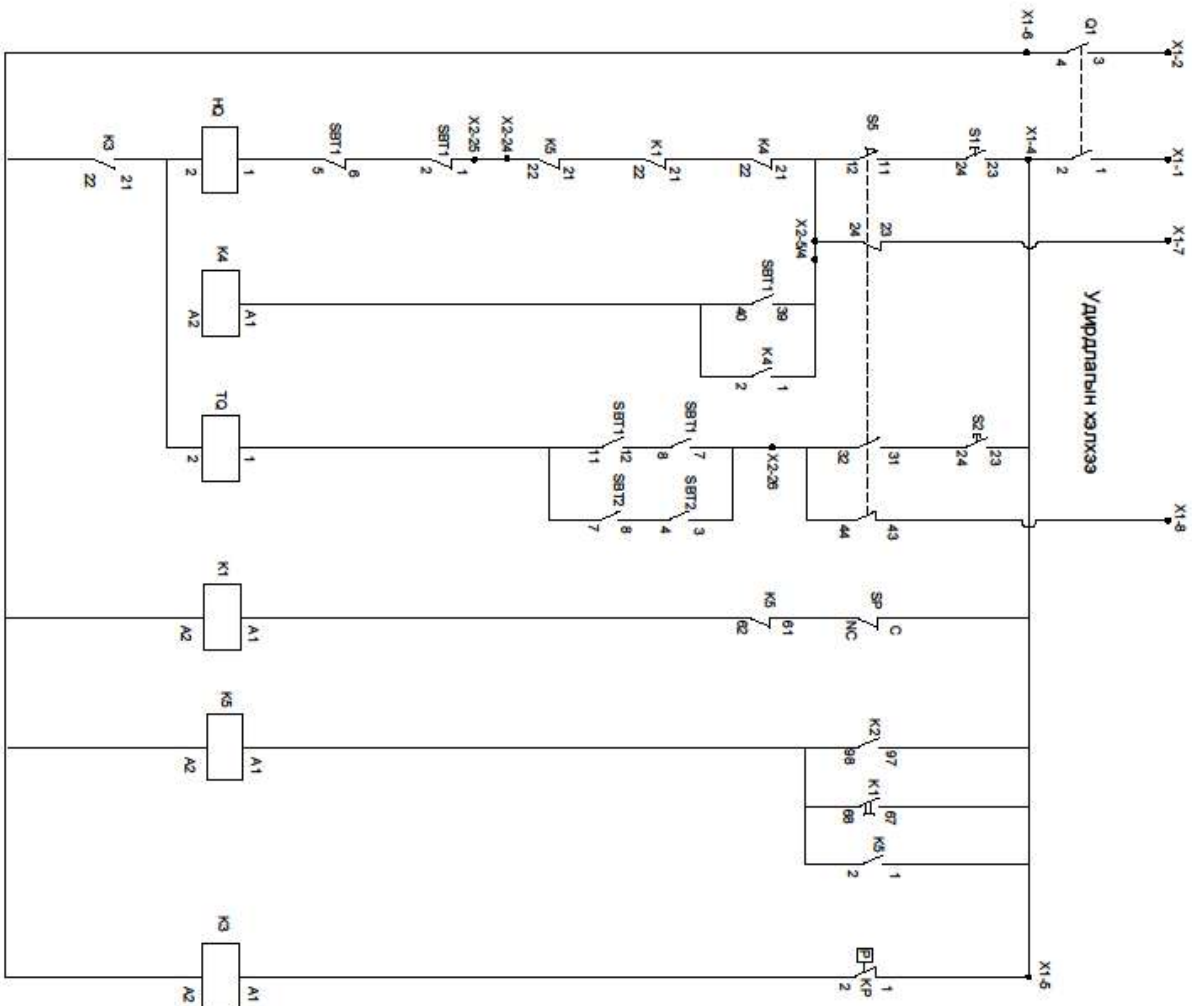 X1-2
X1-1
X1-7
X1-8
Q1
3
4
1
2
X1-6
X1-4
X1-5
Удирдлагын хэлхээ
S1
23
24
S2
23
24
S5
11
12
23
24
31
32
43
44
X2-5/4
K4
21
22
K1
21
22
K5
21
22
X2-24
X2-25
SBT1
1
2
SBT1
6
5
HQ
1
2
K3
21
22
SBT1
39
40
K4
1
2
K4
A1
A2
X2-26
SBT1
7
8
SBT1
12
11
SBT2
3
4
SBT2
8
7
TQ
1
2
SP
C
NC
K5
61
62
K1
A1
A2
K2
97
98
K1
67
68
K5
1
2
K5
A1
A2
P
KP
1
2
K3
A1
A2